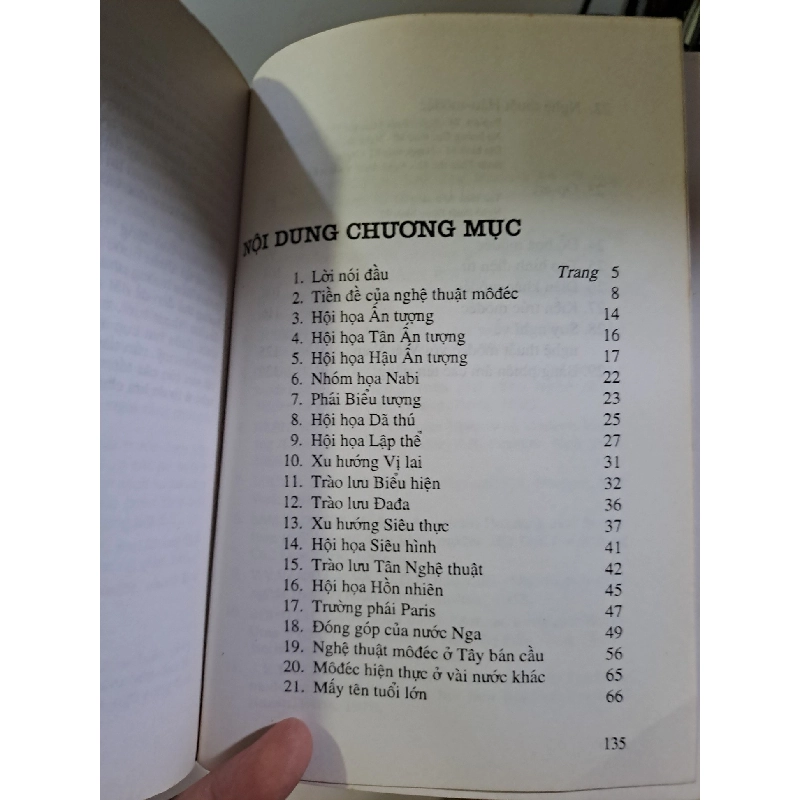 NỘI DUNG CHƯƠNG MỤC
1. Lời nói đầu Trang 5
2. Tiền đề của nghệ thuật môđéc 8
3. Hội họa Ấn tượng 14
4. Hội họa Tân Ấn tượng 16
5. Hội họa Hậu Ấn tượng 17
6. Nhóm họa Nabi 22
7. Phái Biểu tượng 23
8. Hội họa Dã thú 25
9. Hội họa Lập thể 27
10. Xu hướng Vị lai 31
11. Trào lưu Biểu hiện 32
12. Trào lưu Đađa 36
13. Xu hướng Siêu thực 37
14. Hội họa Siêu hình 41
15. Trào lưu Tân Nghệ thuật 42
16. Hội họa Hồn nhiên 45
17. Trường phái Paris 47
18. Đóng góp của nước Nga 49
19. Nghệ thuật môđéc ở Tây bán cầu 56
20. Môđéc hiện thực ở vài nước khác 65
21. Mấy tên tuổi lớn 66
135